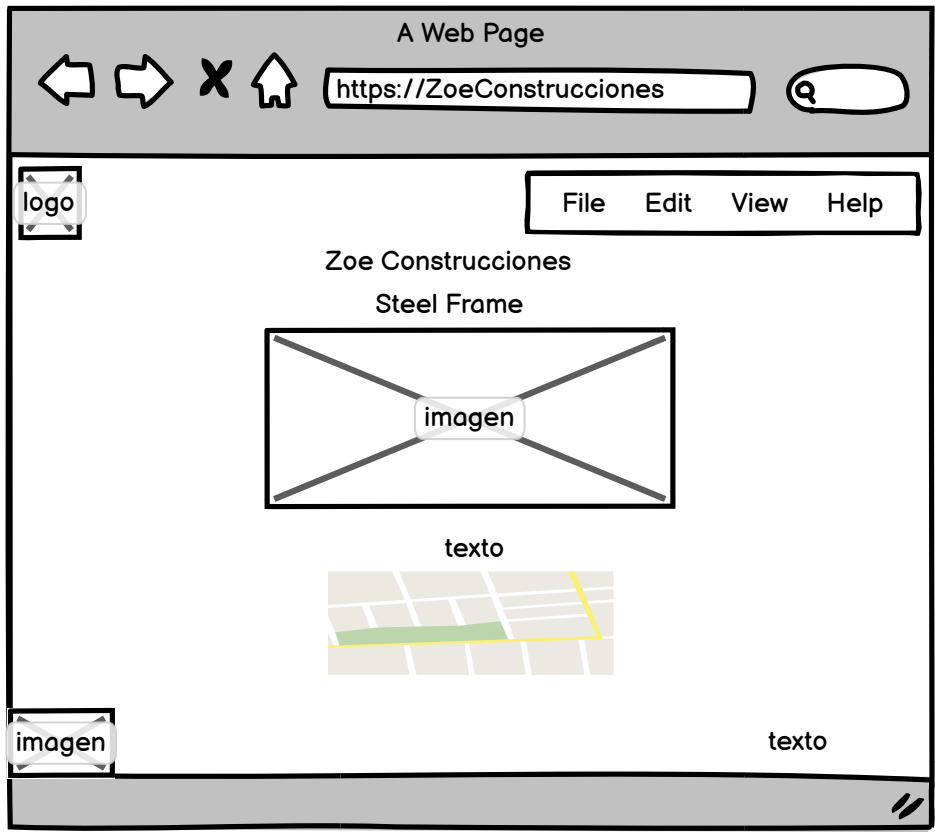 A Web Page
https://ZoeConstrucciones
logo
File Edit View Help
Zoe Construcciones
Steel Frame
imagen
texto
imagen
texto